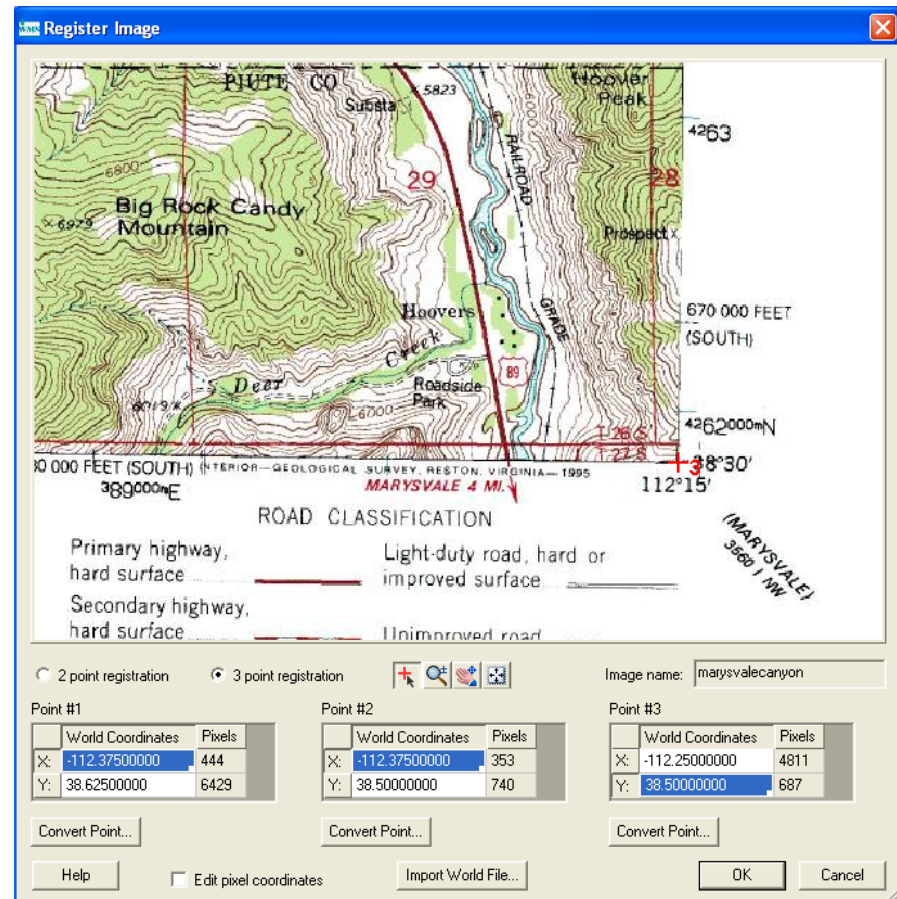 WMS Register Image
PIUTE CO
Hoover
Peak
5823
Substa
4263
RAILROAD
6800
29
28
Big Rock Candy
Mountain
6979
Prospect
Hoovers
GRADE
670 000 FEET
(SOUTH)
Creek
Deer
89
Roadside
Park
6000
4262000mN
T 26 S
T 27 S
00 FEET (SOUTH)
INTERIOR—GEOLOGICAL SURVEY, RESTON, VIRGINIA—1995
3
38°30'
389000mE
MARYSVALE 4 MI.
112°15'
ROAD CLASSIFICATION
(MARYSVALE)
3560 I NW
Primary highway,
hard surface
Light-duty road, hard or
improved surface
Secondary highway,
hard surface
Unimproved road
2 point registration
3 point registration
Image name:
marysvalecanyon
Point #1
Point #2
Point #3
World Coordinates Pixels
World Coordinates Pixels
World Coordinates Pixels
X: -112.37500000 444
X: -112.37500000 353
X: -112.25000000 4811
Y: 38.62500000 6429
Y: 38.50000000 740
Y: 38.50000000 687
Convert Point...
Convert Point...
Convert Point...
Help
Edit pixel coordinates
Import World File...
OK
Cancel